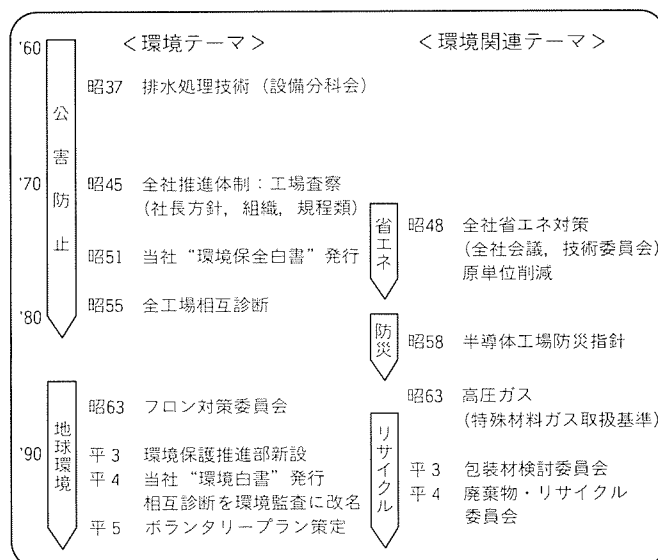 <環境テーマ>
<環境関連テーマ>
'60
'70
'80
'90
公害防止
昭37 排水処理技術（設備分科会）
昭45 全社推進体制：工場査察
（社長方針，組織，規程類）
昭51 当社“環境保全白書”発行
昭55 全工場相互診断
地球環境
昭63 フロン対策委員会
平3 環境保護推進部新設
平4 当社“環境白書”発行
相互診断を環境監査に改名
平5 ボランタリープラン策定
省エネ
昭48 全社省エネ対策
（全社会議，技術委員会）
原単位削減
防災
昭58 半導体工場防災指針
昭63 高圧ガス
（特殊材料ガス取扱基準）
リサイクル
平3 包装材検討委員会
平4 廃棄物・リサイクル
委員会